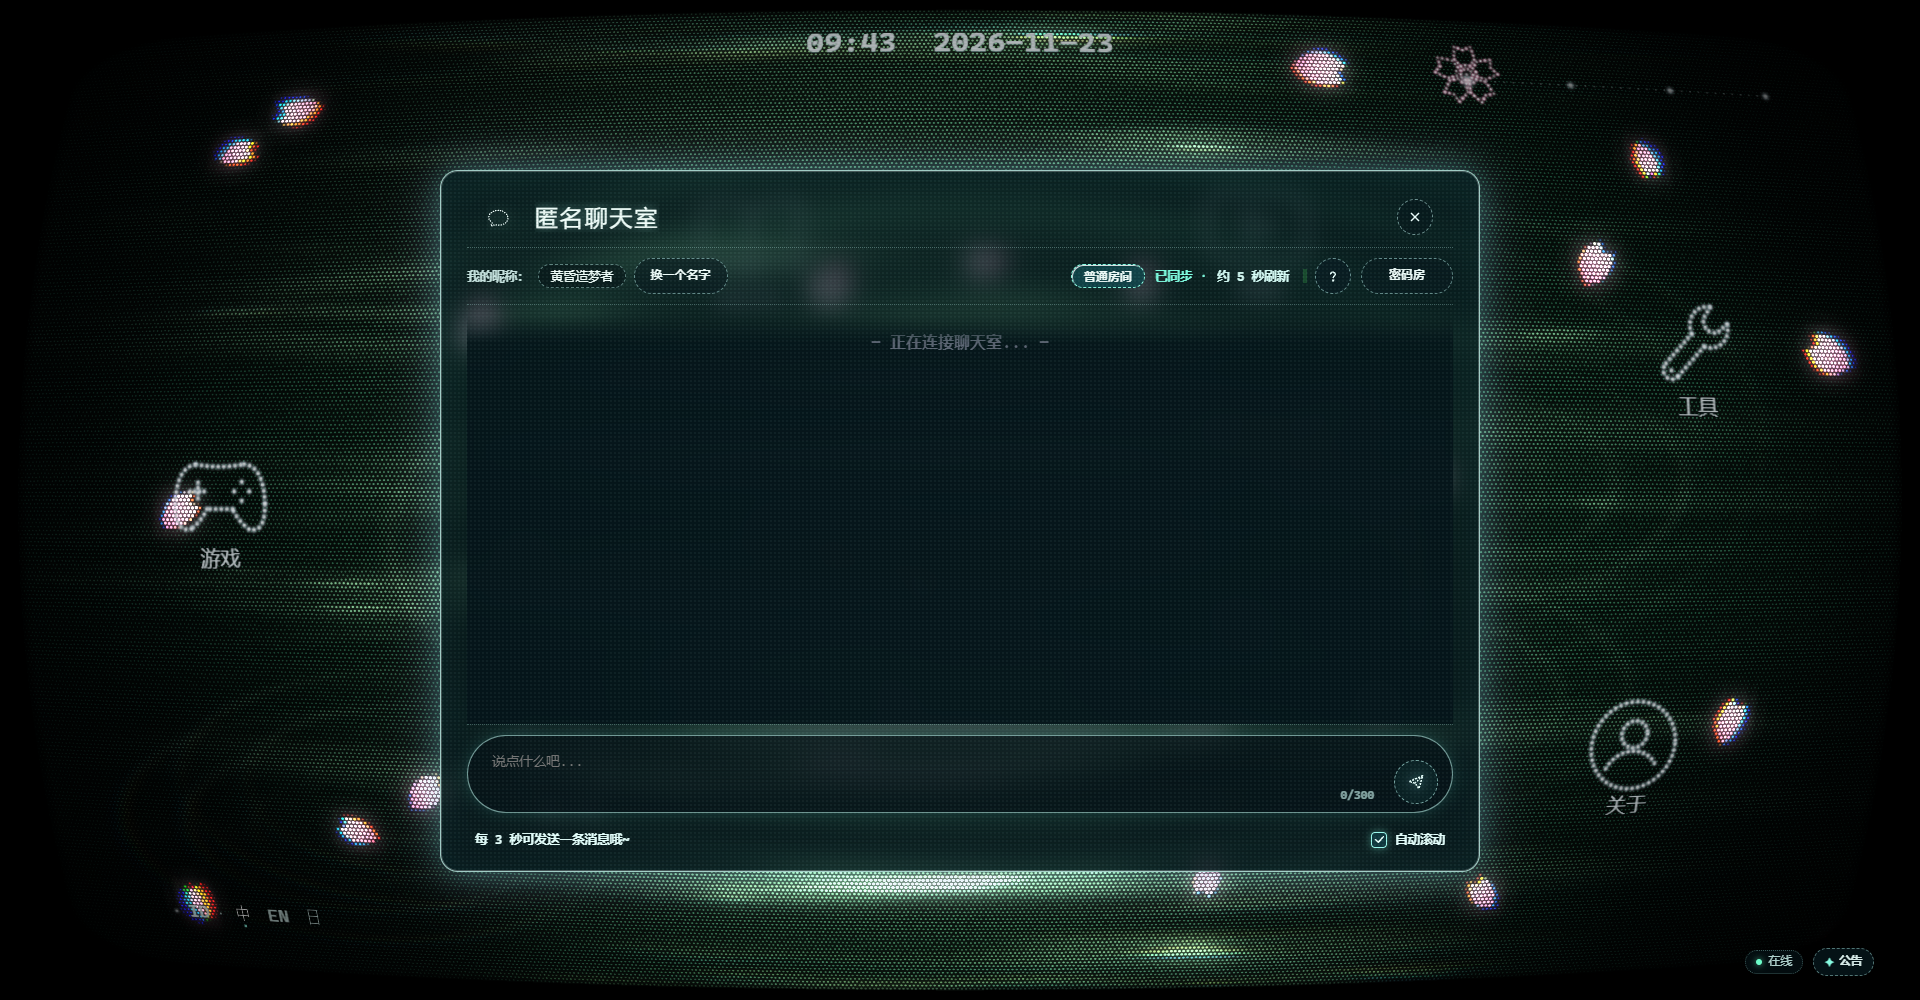 09:43 2026-11-23
匿名聊天室
×
我的昵称: 黄昏造梦者 换一个名字 普通房间 已同步 · 约 5 秒刷新 ? 密码房
— 正在连接聊天室... —
工具
游戏
说点什么吧...
0/300
关于
每 3 秒可发送一条消息哦~ 自动滚动
中 EN 日
在线 公告